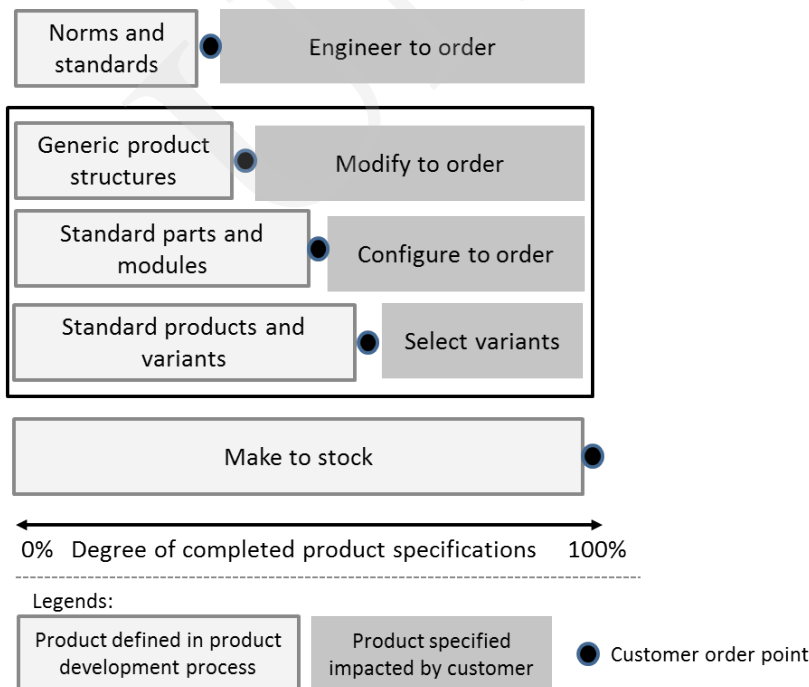 Norms and
standards
Engineer to order
Generic product
structures
Modify to order
Standard parts and
modules
Configure to order
Standard products and
variants
Select variants
Make to stock
0% Degree of completed product specifications 100%
Legends:
Product defined in product
development process
Product specified
impacted by customer
Customer order point